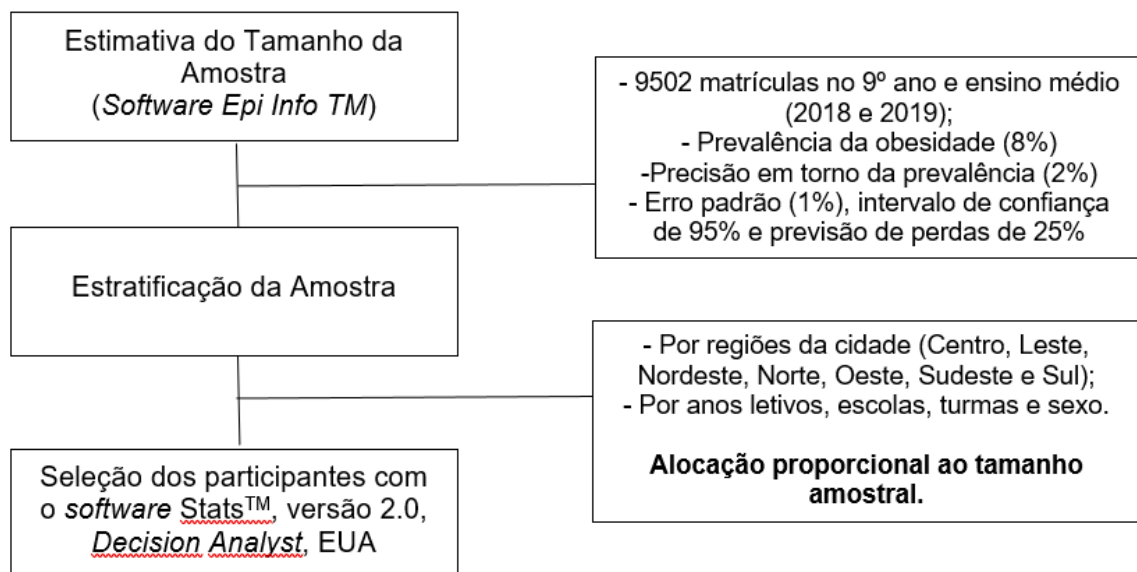 Estimativa do Tamanho da
Amostra
(Software Epi Info TM)
- 9502 matrículas no 9º ano e ensino médio
(2018 e 2019);
- Prevalência da obesidade (8%)
-Precisão em torno da prevalência (2%)
- Erro padrão (1%), intervalo de confiança
de 95% e previsão de perdas de 25%
Estratificação da Amostra
- Por regiões da cidade (Centro, Leste,
Nordeste, Norte, Oeste, Sudeste e Sul);
- Por anos letivos, escolas, turmas e sexo.
Alocação proporcional ao tamanho
amostral.
Seleção dos participantes com
o software Stats™, versão 2.0,
Decision Analyst, EUA